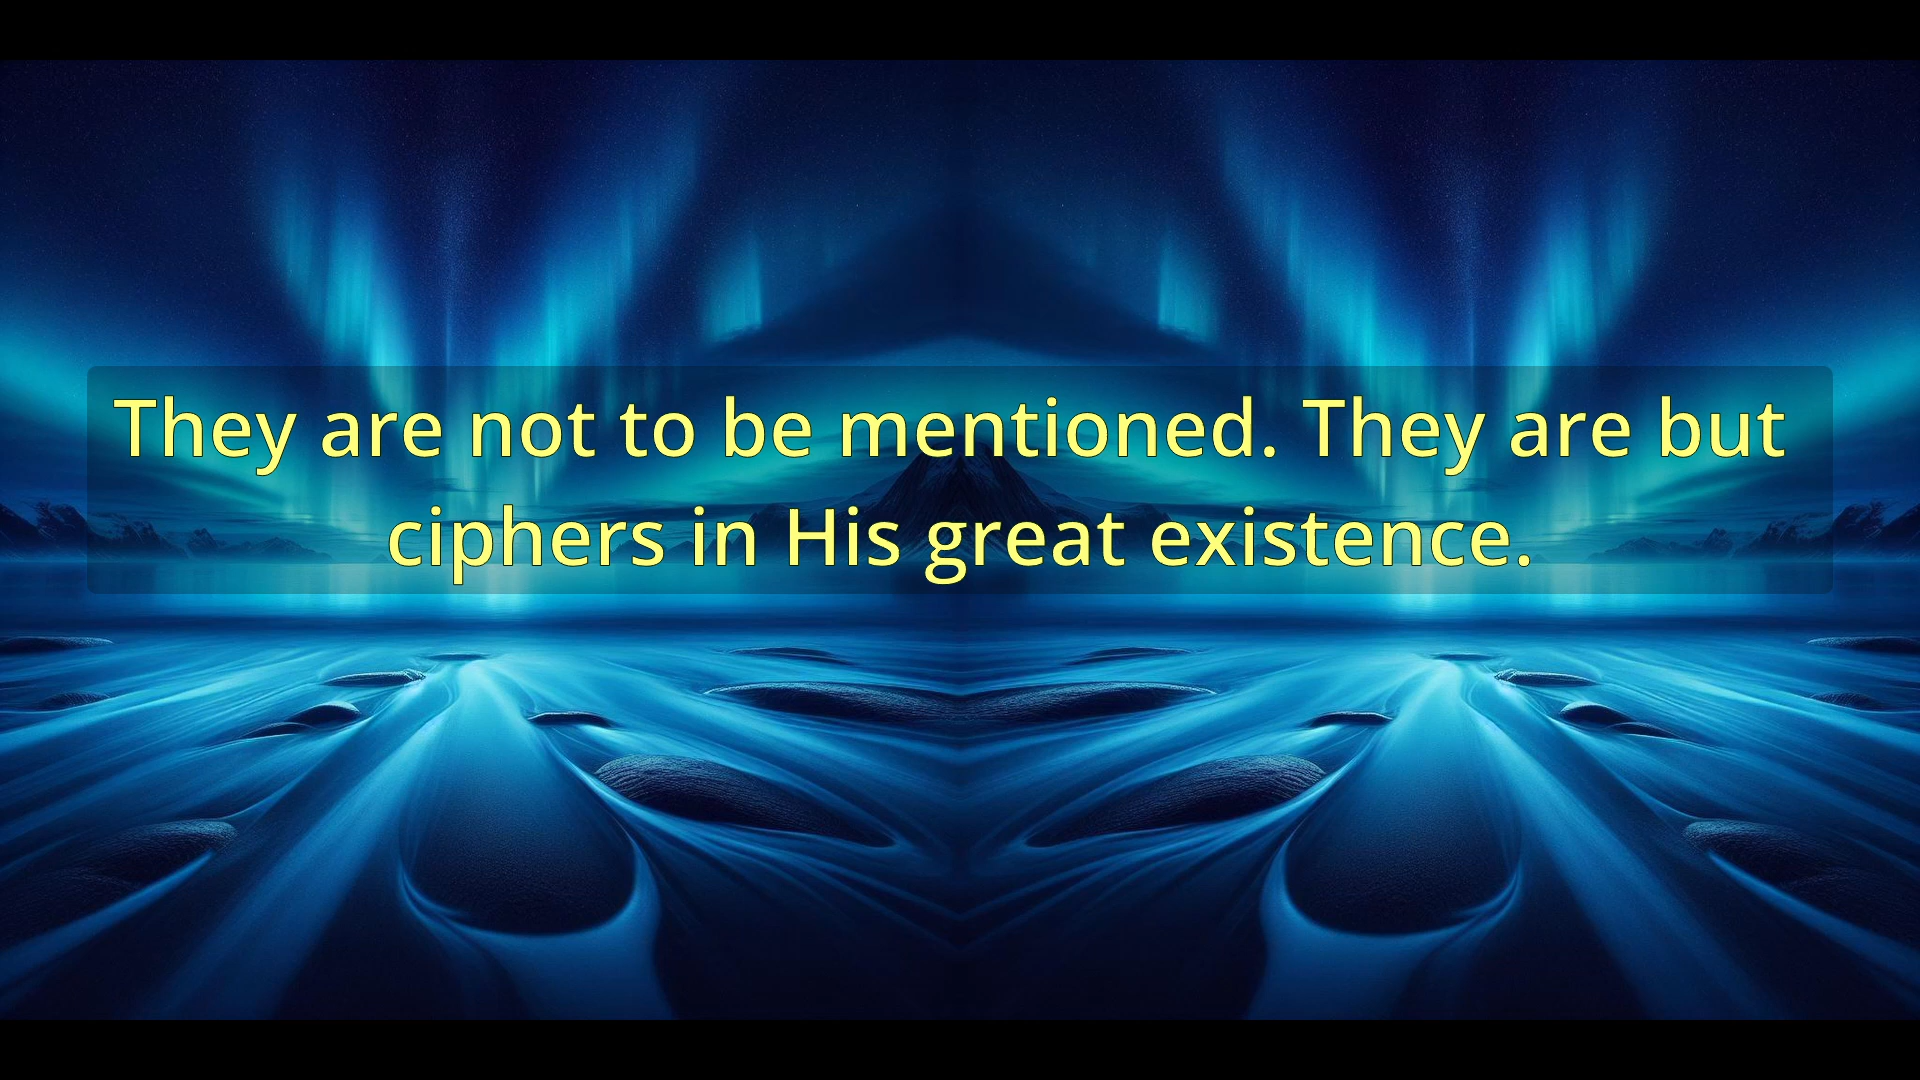 They are not to be mentioned. They are but
ciphers in His great existence.